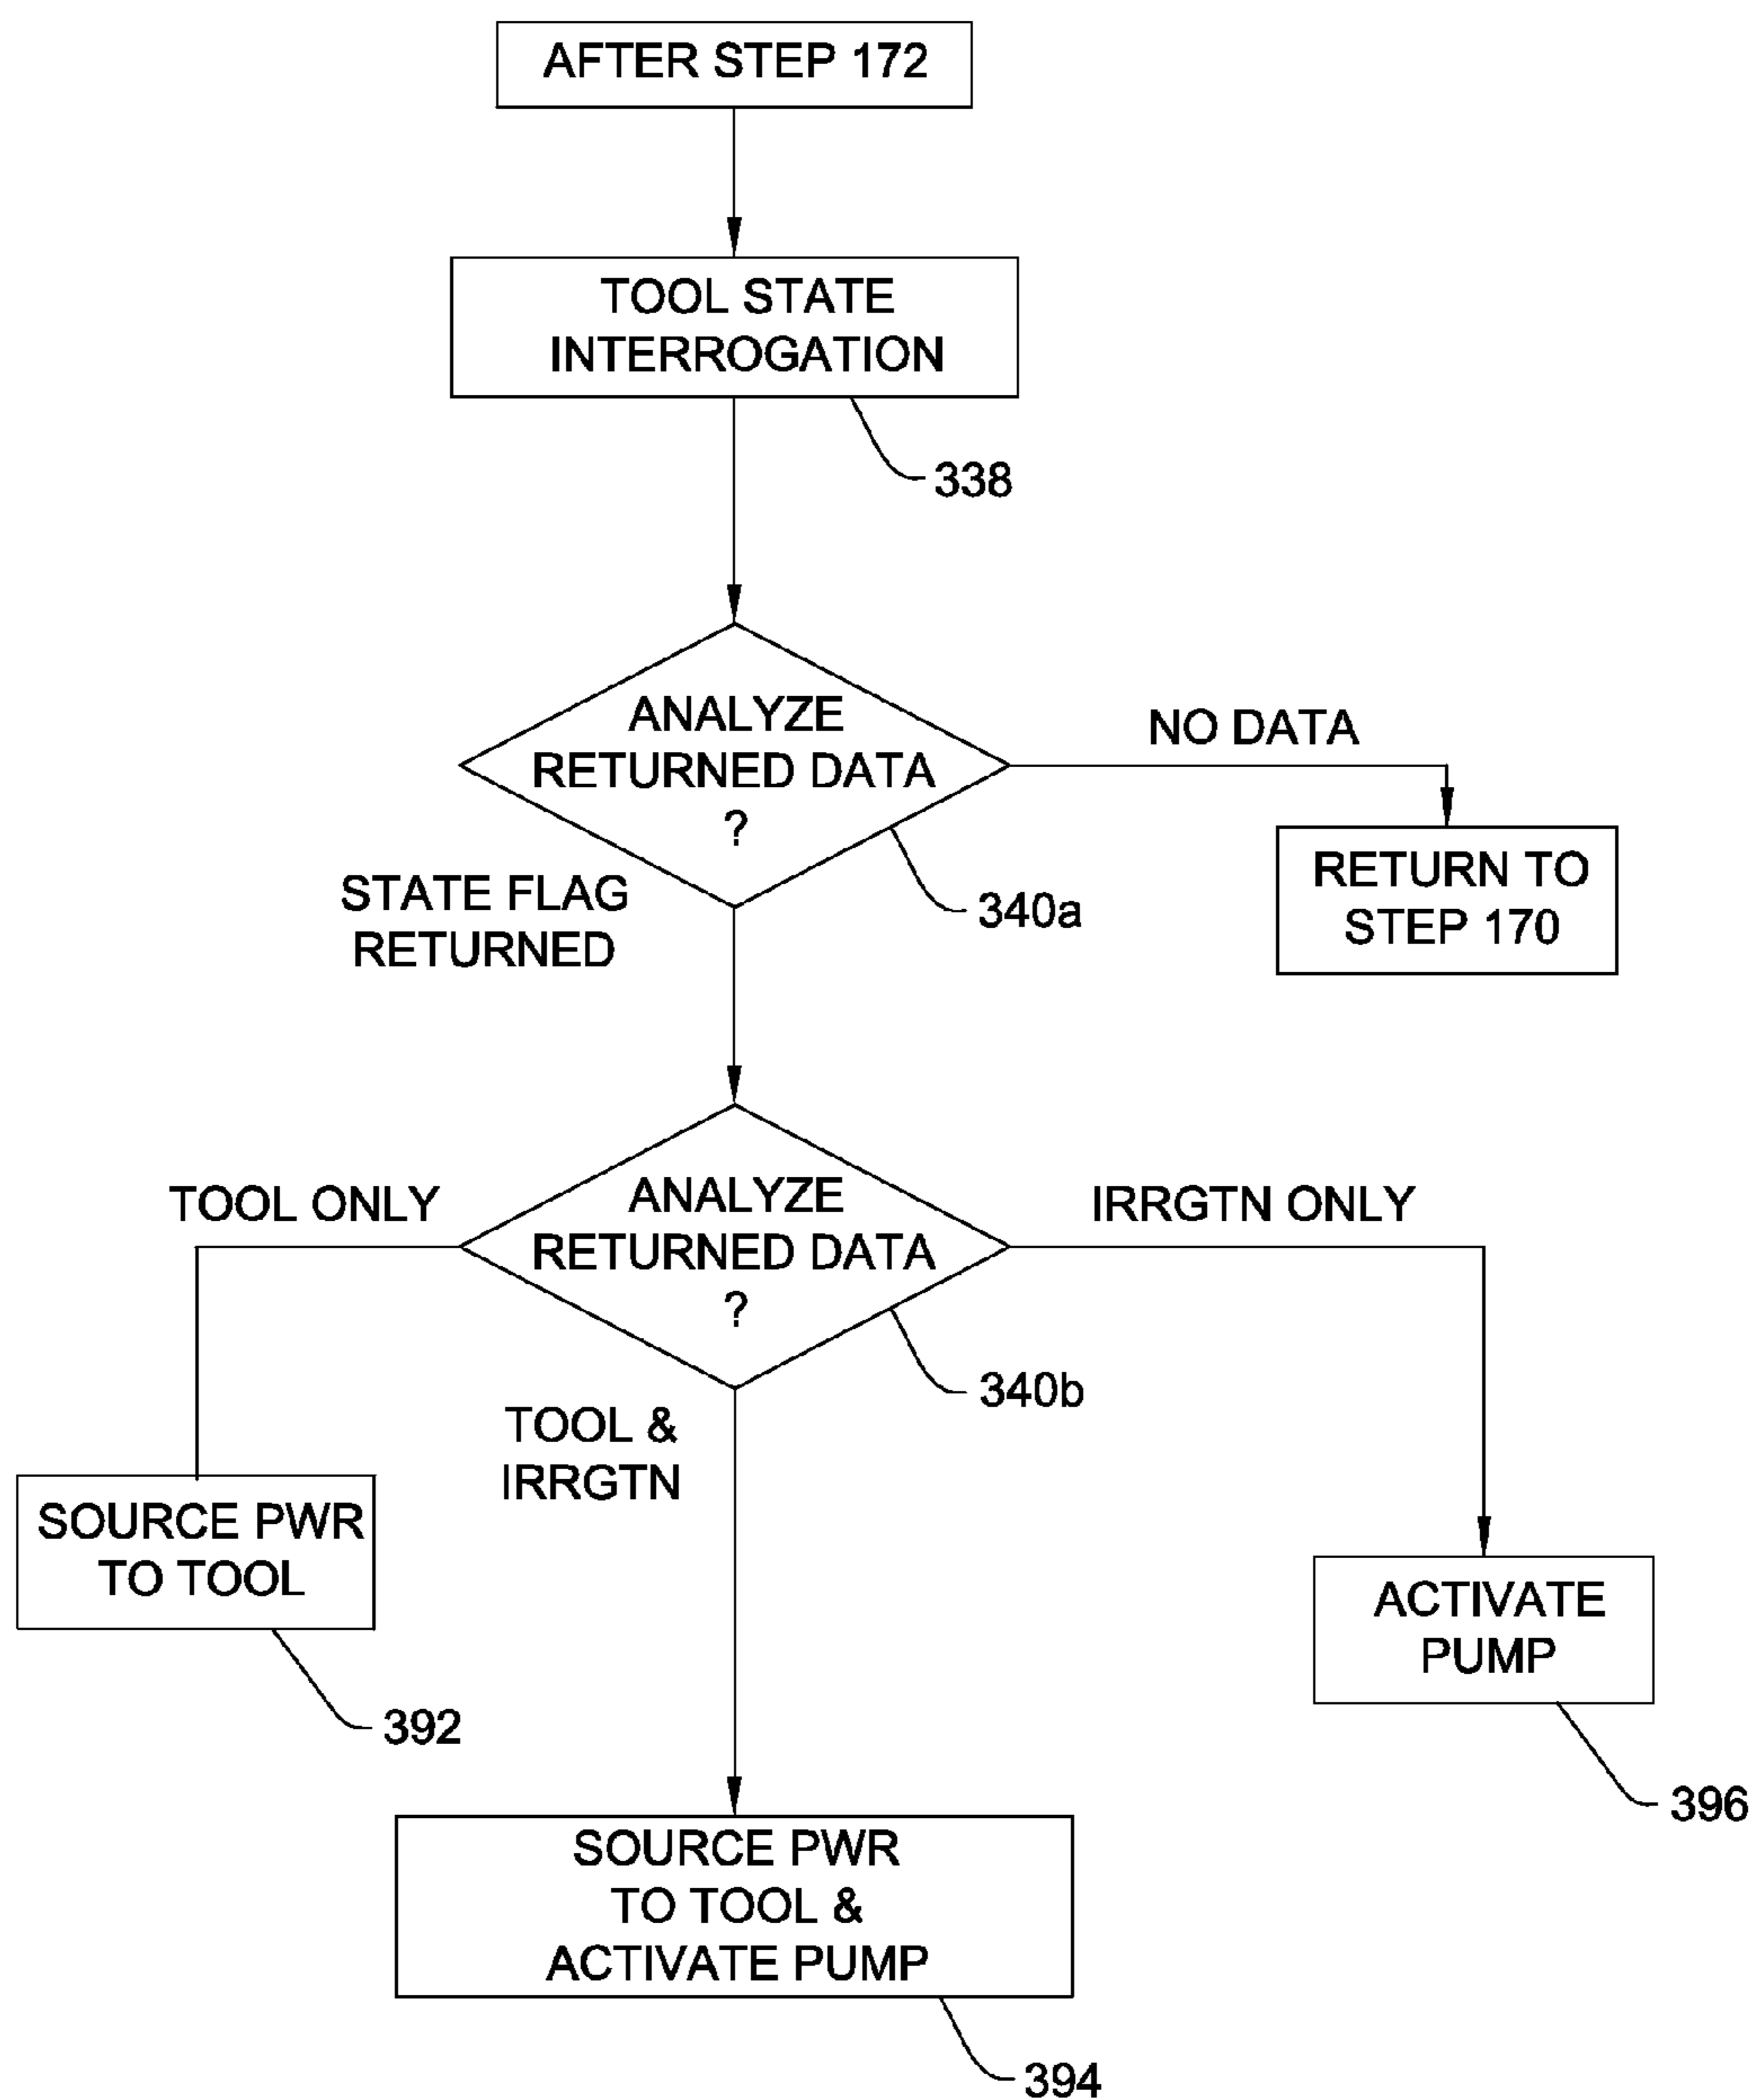 AFTER STEP 172
TOOL STATE
INTERROGATION
338
ANALYZE
RETURNED DATA
?
NO DATA
RETURN TO
STEP 170
340a
STATE FLAG
RETURNED
ANALYZE
RETURNED DATA
?
TOOL ONLY
IRRGTN ONLY
340b
TOOL &
IRRGTN
SOURCE PWR
TO TOOL
392
ACTIVATE
PUMP
396
SOURCE PWR
TO TOOL &
ACTIVATE PUMP
394